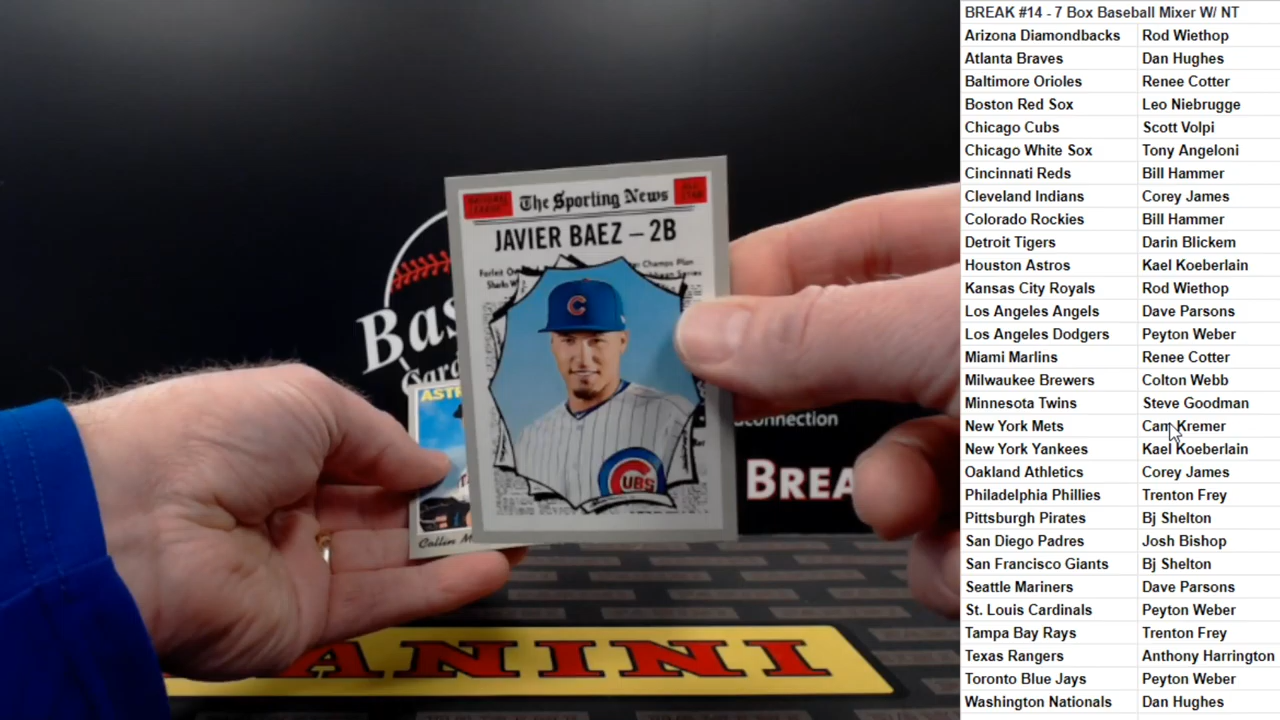 BREAK #14 - 7 Box Baseball Mixer W/ NT
Arizona Diamondbacks Rod Wiethop
Atlanta Braves Dan Hughes
Baltimore Orioles Renee Cotter
Boston Red Sox Leo Niebrugge
Chicago Cubs Scott Volpi
Chicago White Sox Tony Angeloni
Cincinnati Reds Bill Hammer
Cleveland Indians Corey James
Colorado Rockies Bill Hammer
Detroit Tigers Darin Blickem
Houston Astros Kael Koeberlain
Kansas City Royals Rod Wiethop
Los Angeles Angels Dave Parsons
Los Angeles Dodgers Peyton Weber
Miami Marlins Renee Cotter
Milwaukee Brewers Colton Webb
Minnesota Twins Steve Goodman
New York Mets Cam Kremer
New York Yankees Kael Koeberlain
Oakland Athletics Corey James
Philadelphia Phillies Trenton Frey
Pittsburgh Pirates Bj Shelton
San Diego Padres Josh Bishop
San Francisco Giants Bj Shelton
Seattle Mariners Dave Parsons
St. Louis Cardinals Peyton Weber
Tampa Bay Rays Trenton Frey
Texas Rangers Anthony Harrington
Toronto Blue Jays Peyton Weber
Washington Nationals Dan Hughes
The Sporting News
JAVIER BAEZ – 2B
Champs Plan
C
CUBS
Bas
Car
ASTR
Collin M
connection
BREA
ANINI